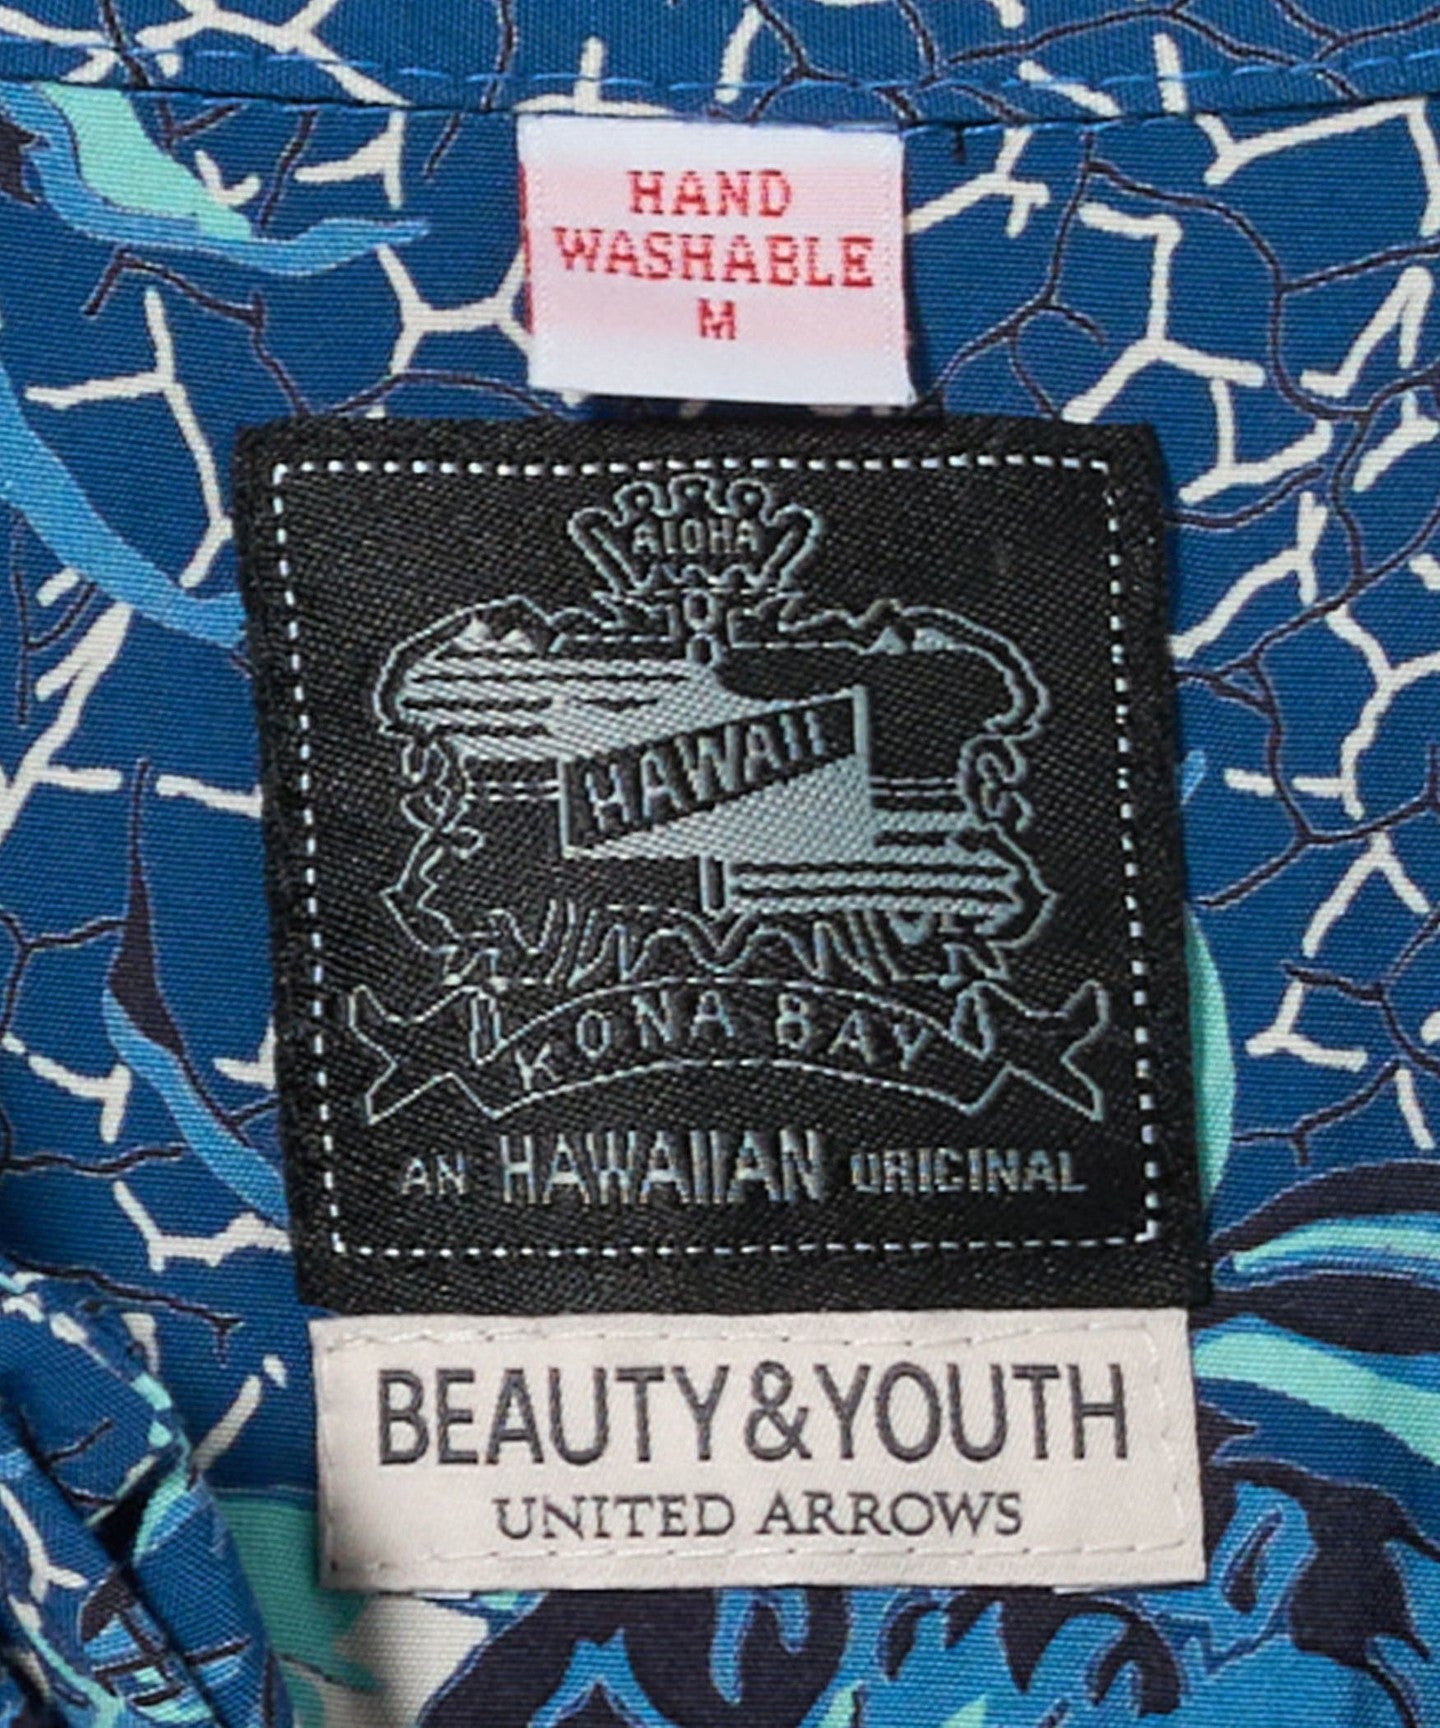 HAND
WASHABLE
M
ALOHA
HAWAII
KONA BAY
AN HAWAIIAN ORIGINAL
BEAUTY&YOUTH
UNITED ARROWS